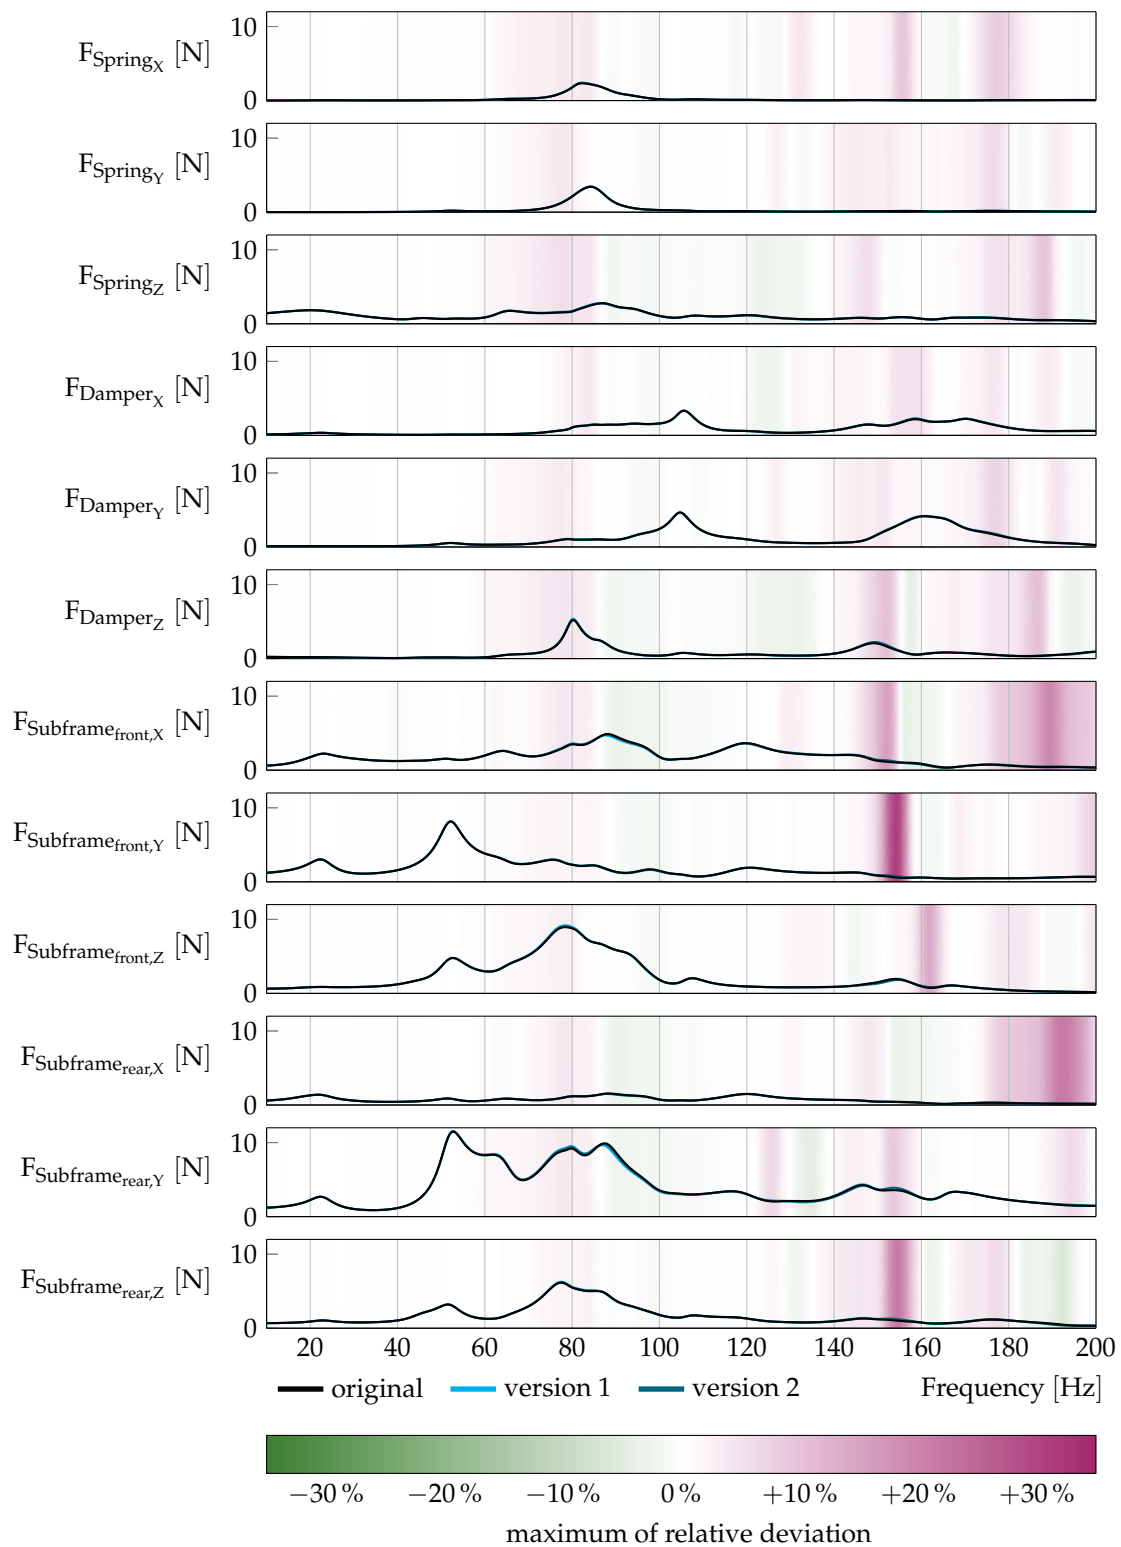 10
F_Spring_X [N]
0
10
F_Spring_Y [N]
0
10
F_Spring_Z [N]
0
10
F_Damper_X [N]
0
10
F_Damper_Y [N]
0
10
F_Damper_Z [N]
0
10
F_Subframe_front,X [N]
0
10
F_Subframe_front,Y [N]
0
10
F_Subframe_front,Z [N]
0
10
F_Subframe_rear,X [N]
0
10
F_Subframe_rear,Y [N]
0
10
F_Subframe_rear,Z [N]
0
20 40 60 80 100 120 140 160 180 200
original version 1 version 2 Frequency [Hz]
−30 % −20 % −10 % 0 % +10 % +20 % +30 %
maximum of relative deviation